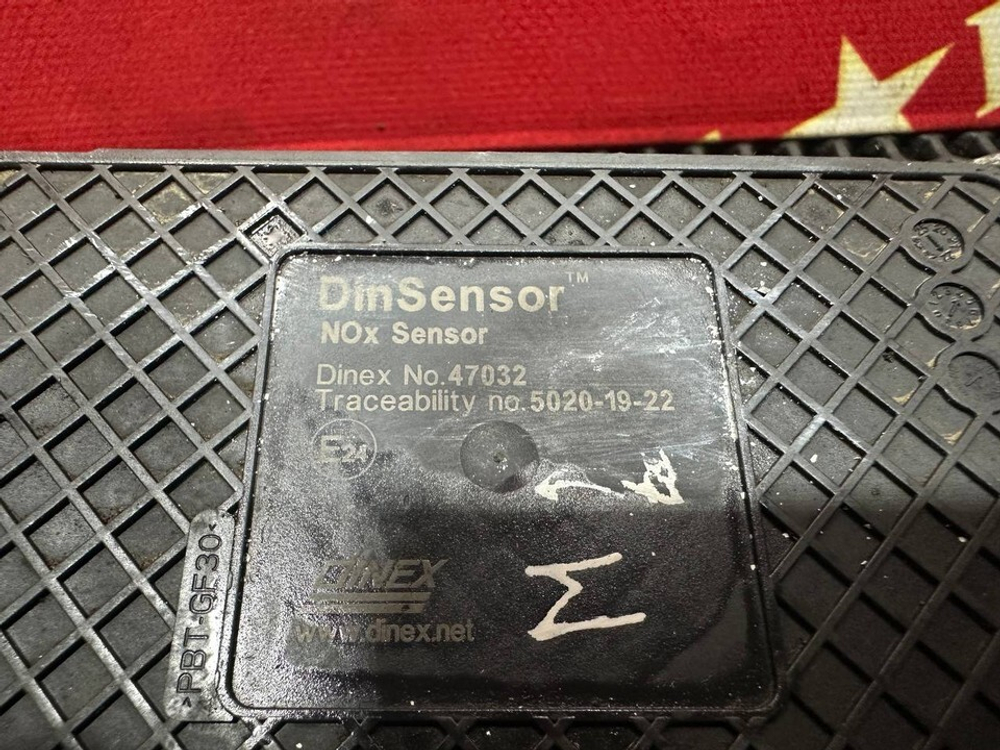 DinSensor™
NOx Sensor
Dinex No.47032
Traceability no.5020-19-22
E24
DINEX
www.dinex.net
>PBT-GF30<